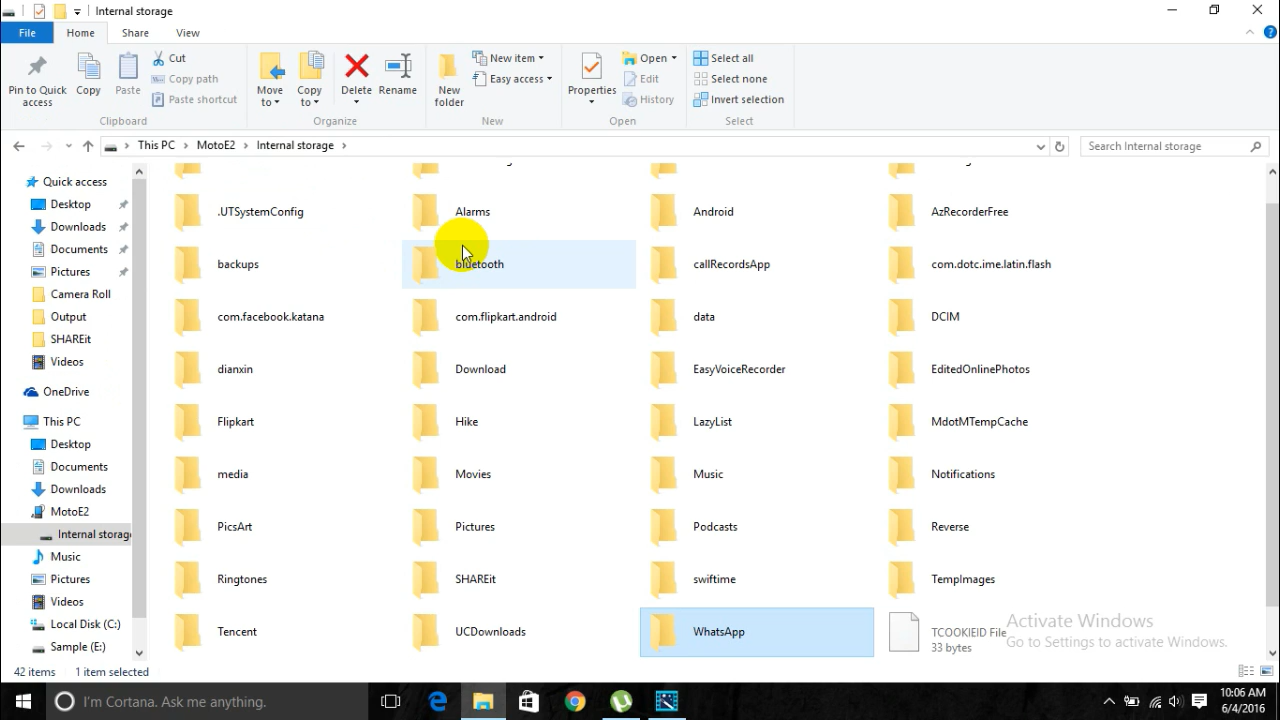 Internal storage
File Home Share View
Pin to Quick access
Copy
Paste
Cut
Copy path
Paste shortcut
Clipboard
Move to
Copy to
Delete
Rename
Organize
New folder
New item
Easy access
New
Properties
Open
Edit
History
Open
Select all
Select none
Invert selection
Select
This PC > MotoE2 > Internal storage >
Search Internal storage
Quick access
Desktop
Downloads
Documents
Pictures
Camera Roll
Output
SHAREit
Videos
OneDrive
This PC
Desktop
Documents
Downloads
MotoE2
Internal storage
Music
Pictures
Videos
Local Disk (C:)
Sample (E:)
.UTSystemConfig Alarms Android AzRecorderFree
backups bluetooth callRecordsApp com.dotc.ime.latin.flash
com.facebook.katana com.flipkart.android data DCIM
dianxin Download EasyVoiceRecorder EditedOnlinePhotos
Flipkart Hike LazyList MdotMTempCache
media Movies Music Notifications
PicsArt Pictures Podcasts Reverse
Ringtones SHAREit swiftime TempImages
Tencent UCDownloads WhatsApp TCOOKIEID File
33 bytes
Activate Windows
Go to Settings to activate Windows.
42 items 1 item selected
I'm Cortana. Ask me anything.
10:06 AM
6/4/2016